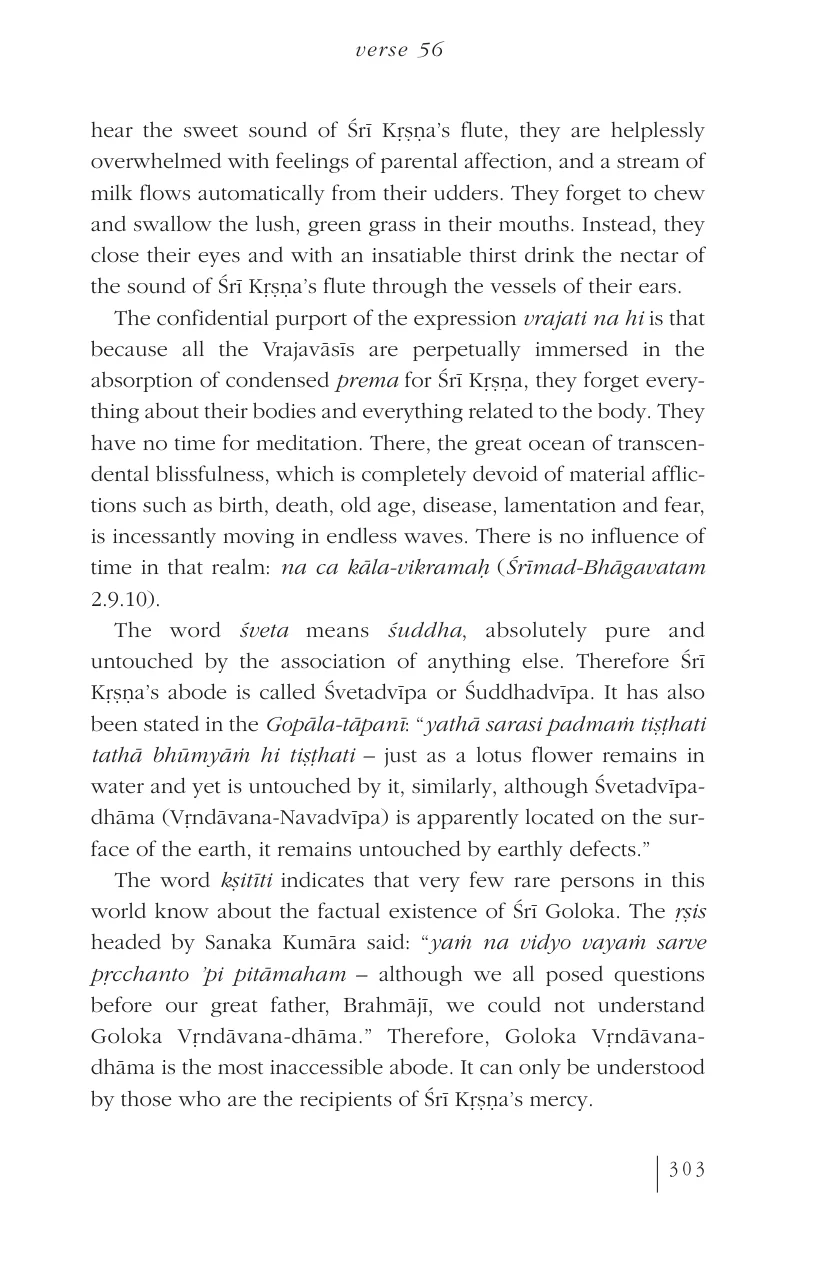 verse 56
hear the sweet sound of Śrī Kṛṣṇa’s flute, they are helplessly
overwhelmed with feelings of parental affection, and a stream of
milk flows automatically from their udders. They forget to chew
and swallow the lush, green grass in their mouths. Instead, they
close their eyes and with an insatiable thirst drink the nectar of
the sound of Śrī Kṛṣṇa’s flute through the vessels of their ears.
The confidential purport of the expression vrajati na hi is that
because all the Vrajavāsīs are perpetually immersed in the
absorption of condensed prema for Śrī Kṛṣṇa, they forget every-
thing about their bodies and everything related to the body. They
have no time for meditation. There, the great ocean of transcen-
dental blissfulness, which is completely devoid of material afflic-
tions such as birth, death, old age, disease, lamentation and fear,
is incessantly moving in endless waves. There is no influence of
time in that realm: na ca kāla-vikramaḥ (Śrīmad-Bhāgavatam
2.9.10).
The word śveta means śuddha, absolutely pure and
untouched by the association of anything else. Therefore Śrī
Kṛṣṇa’s abode is called Śvetadvīpa or Śuddhadvīpa. It has also
been stated in the Gopāla-tāpanī: “yathā sarasi padmaṁ tiṣṭhati
tathā bhūmyāṁ hi tiṣṭhati – just as a lotus flower remains in
water and yet is untouched by it, similarly, although Śvetadvīpa-
dhāma (Vṛndāvana-Navadvīpa) is apparently located on the sur-
face of the earth, it remains untouched by earthly defects.”
The word kṣitīti indicates that very few rare persons in this
world know about the factual existence of Śrī Goloka. The ṛṣis
headed by Sanaka Kumāra said: “yaṁ na vidyo vayaṁ sarve
pṛcchanto ’pi pitāmaham – although we all posed questions
before our great father, Brahmājī, we could not understand
Goloka Vṛndāvana-dhāma.” Therefore, Goloka Vṛndāvana-
dhāma is the most inaccessible abode. It can only be understood
by those who are the recipients of Śrī Kṛṣṇa’s mercy.
303